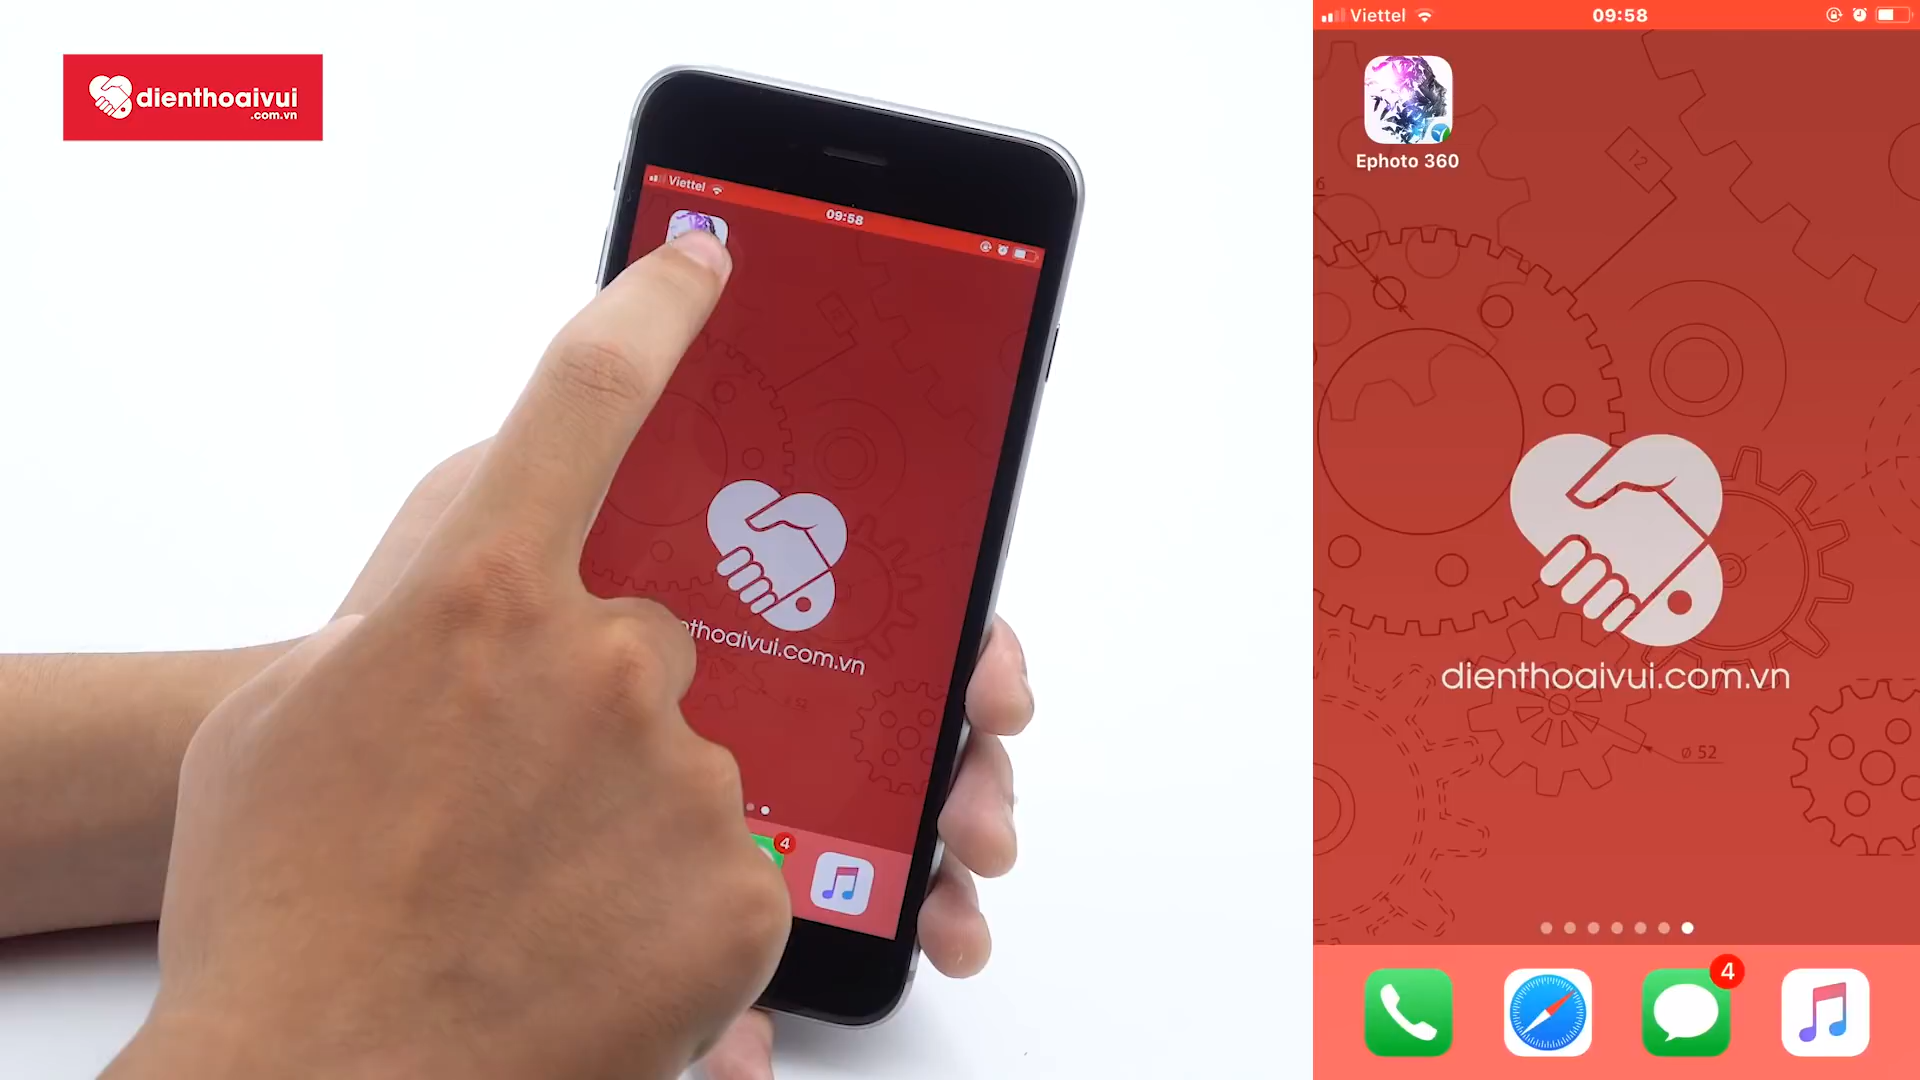 dienthoaivui
.com.vn
Viettel
09:58
thoaivui.com.vn
4
Viettel
09:58
Ephoto 360
12
dienthoaivui.com.vn
ø 52
4